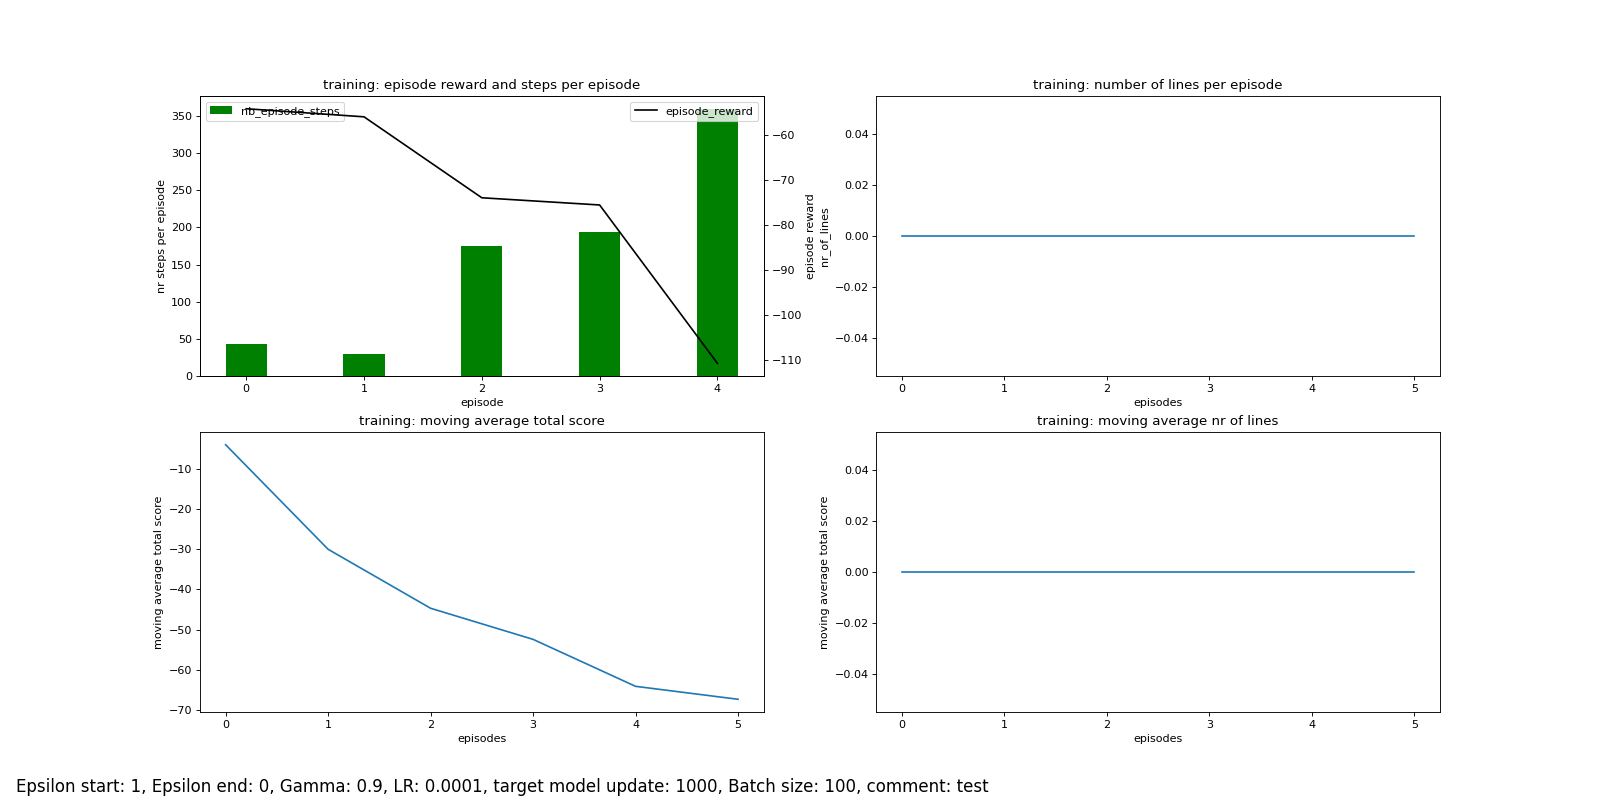 training: episode reward and steps per episode
nb_episode_steps
episode_reward
350
300
250
200
150
100
50
0
nr steps per episode
−60
−70
−80
−90
−100
−110
episode reward
0 1 2 3 4
episode
training: number of lines per episode
0.04
0.02
0.00
−0.02
−0.04
nr_of_lines
0 1 2 3 4 5
episodes
training: moving average total score
−10
−20
−30
−40
−50
−60
−70
moving average total score
0 1 2 3 4 5
episodes
training: moving average nr of lines
0.04
0.02
0.00
−0.02
−0.04
moving average total score
0 1 2 3 4 5
episodes
Epsilon start: 1, Epsilon end: 0, Gamma: 0.9, LR: 0.0001, target model update: 1000, Batch size: 100, comment: test